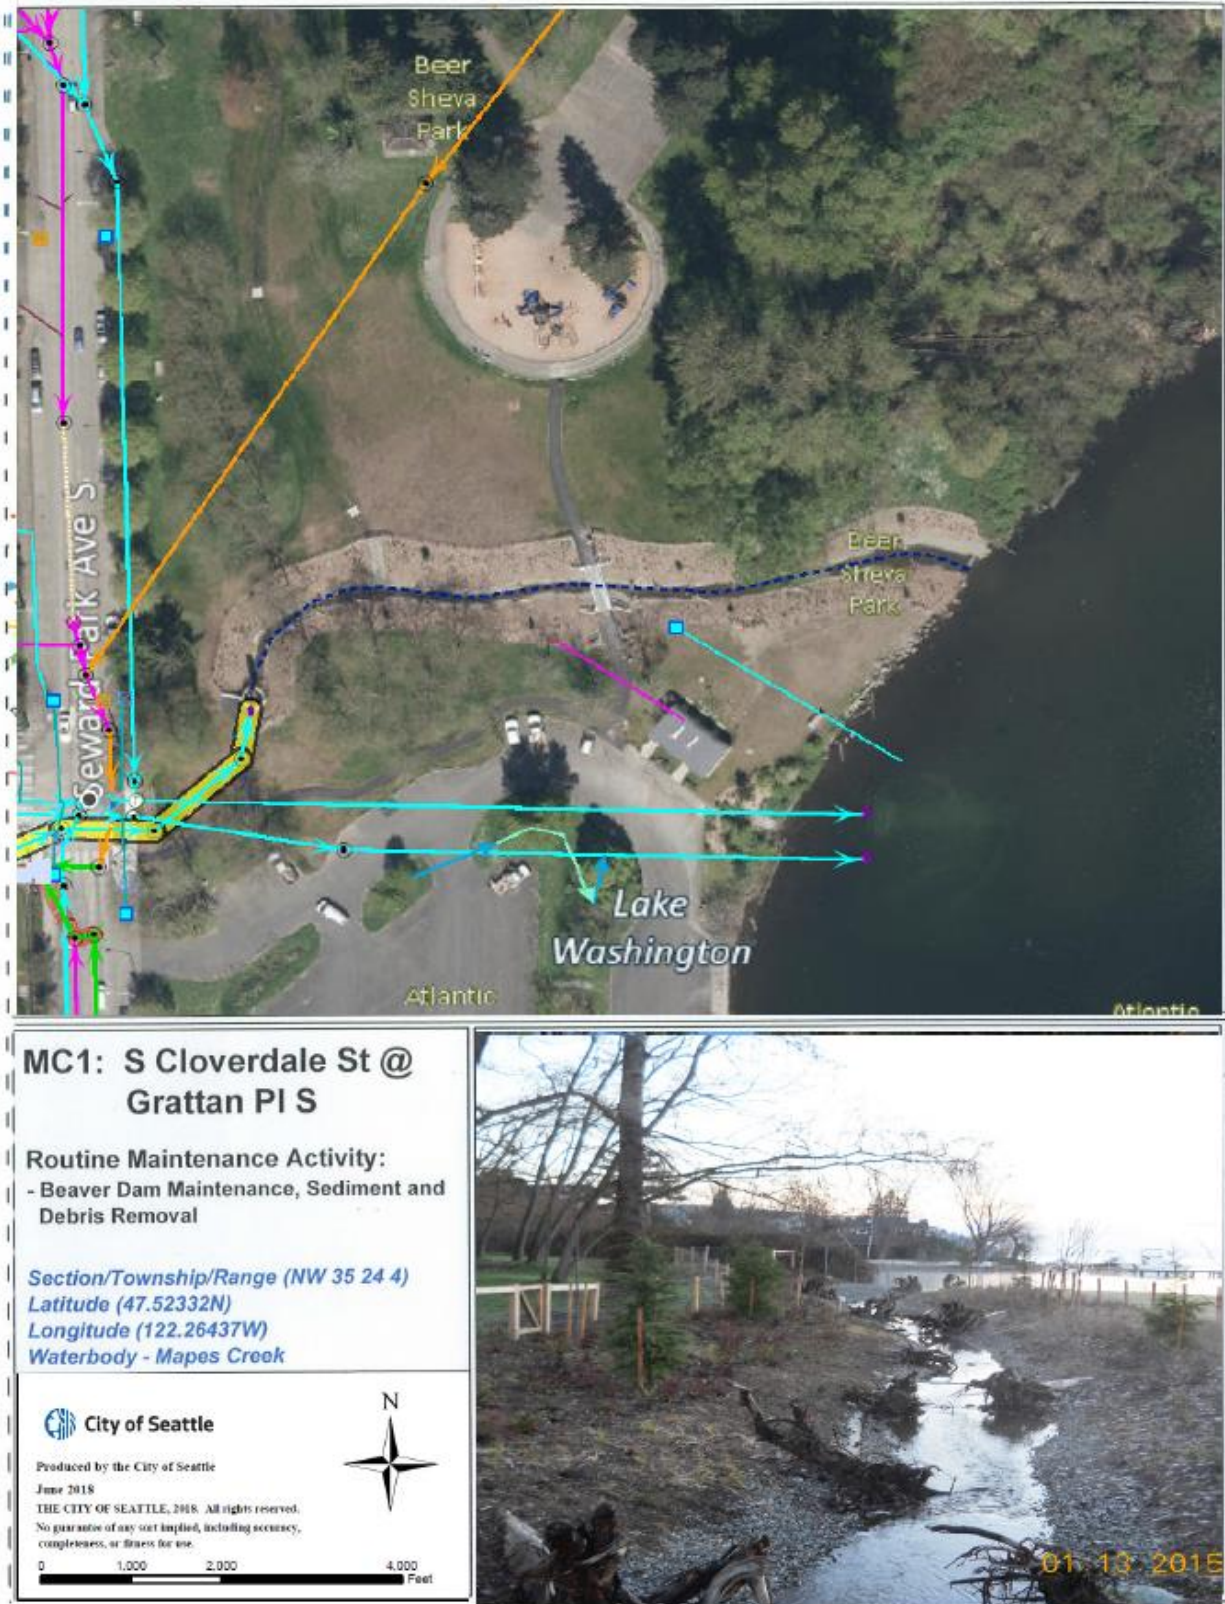 Beer
Sheva
Park
Seward Park Ave S
Beer
Sheva
Park
Lake
Washington
Atlantic
Atlantic
MC1: S Cloverdale St @
Grattan Pl S
Routine Maintenance Activity:
- Beaver Dam Maintenance, Sediment and
Debris Removal
Section/Township/Range (NW 35 24 4)
Latitude (47.52332N)
Longitude (122.26437W)
Waterbody - Mapes Creek
N
City of Seattle
Produced by the City of Seattle
June 2018
THE CITY OF SEATTLE, 2018. All rights reserved.
No guarantee of any sort implied, including accuracy,
completeness, or fitness for use.
0 1,000 2,000 4,000
Feet
01 13 2015